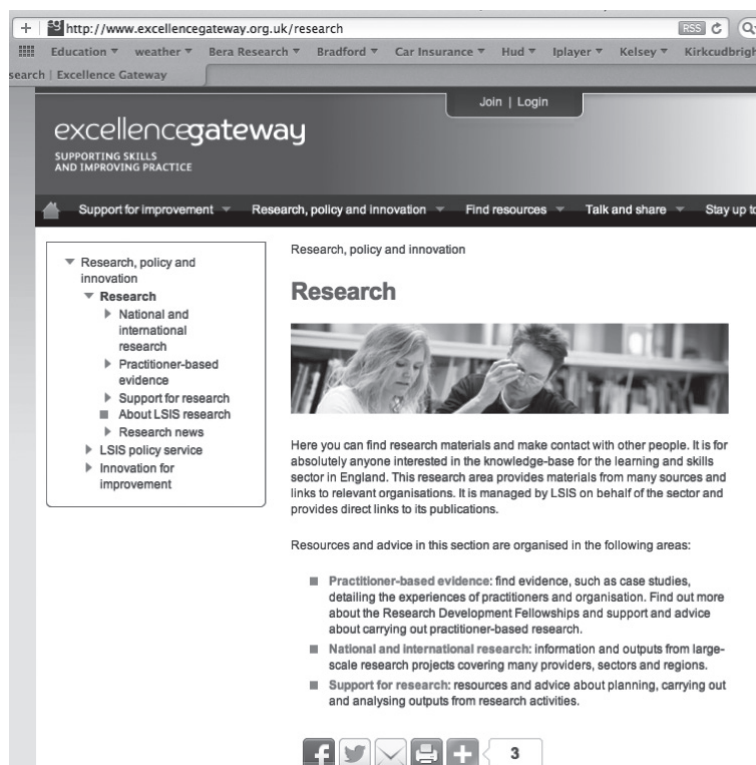 http://www.excellencegateway.org.uk/research
RSS
Education weather Bera Research Bradford Car Insurance Hud Iplayer Kelsey Kirkcudbrigh
search | Excellence Gateway
Join | Login
excellencegateway
SUPPORTING SKILLS
AND IMPROVING PRACTICE
Support for improvement Research, policy and innovation Find resources Talk and share Stay up to
Research, policy and
innovation
Research
National and
international
research
Practitioner-based
evidence
Support for research
About LSIS research
Research news
LSIS policy service
Innovation for
improvement
Research, policy and innovation
Research
Here you can find research materials and make contact with other people. It is for
absolutely anyone interested in the knowledge-base for the learning and skills
sector in England. This research area provides materials from many sources and
links to relevant organisations. It is managed by LSIS on behalf of the sector and
provides direct links to its publications.
Resources and advice in this section are organised in the following areas:
Practitioner-based evidence: find evidence, such as case studies,
detailing the experiences of practitioners and organisation. Find out more
about the Research Development Fellowships and support and advice
about carrying out practitioner-based research.
National and international research: information and outputs from large-
scale research projects covering many providers, sectors and regions.
Support for research: resources and advice about planning, carrying out
and analysing outputs from research activities.
3